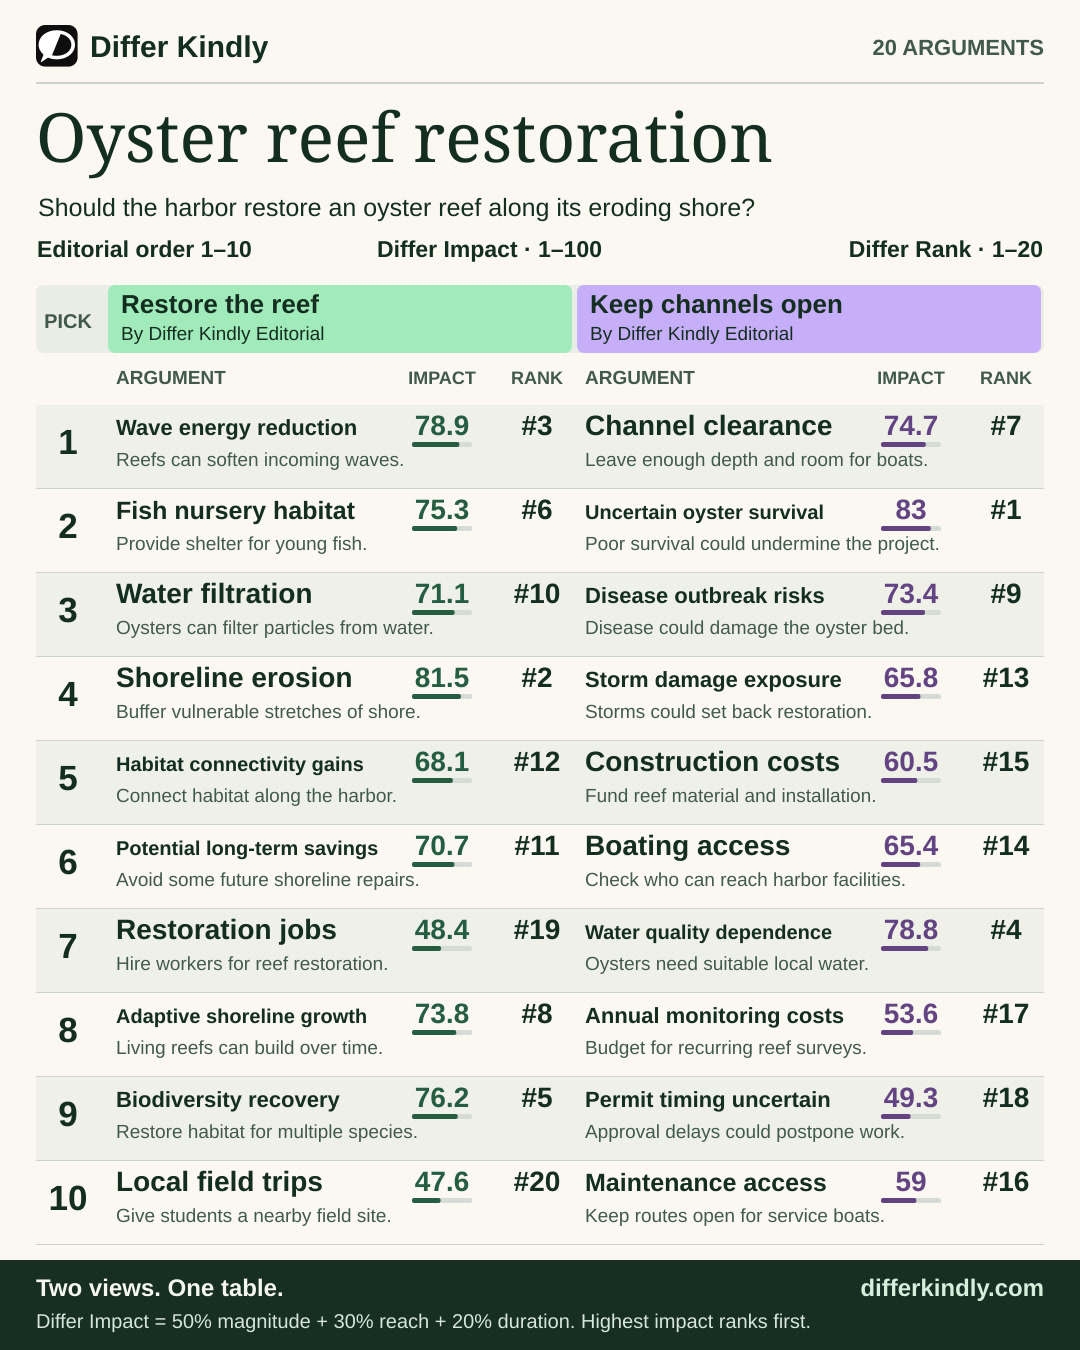 Differ Kindly
20 ARGUMENTS
Oyster reef restoration
Should the harbor restore an oyster reef along its eroding shore?
Editorial order 1–10 Differ Impact · 1–100 Differ Rank · 1–20
PICK
Restore the reef
By Differ Kindly Editorial
Keep channels open
By Differ Kindly Editorial
ARGUMENT IMPACT RANK ARGUMENT IMPACT RANK
1 Wave energy reduction 78.9 #3 Channel clearance 74.7 #7
Reefs can soften incoming waves. Leave enough depth and room for boats.
2 Fish nursery habitat 75.3 #6 Uncertain oyster survival 83 #1
Provide shelter for young fish. Poor survival could undermine the project.
3 Water filtration 71.1 #10 Disease outbreak risks 73.4 #9
Oysters can filter particles from water. Disease could damage the oyster bed.
4 Shoreline erosion 81.5 #2 Storm damage exposure 65.8 #13
Buffer vulnerable stretches of shore. Storms could set back restoration.
5 Habitat connectivity gains 68.1 #12 Construction costs 60.5 #15
Connect habitat along the harbor. Fund reef material and installation.
6 Potential long-term savings 70.7 #11 Boating access 65.4 #14
Avoid some future shoreline repairs. Check who can reach harbor facilities.
7 Restoration jobs 48.4 #19 Water quality dependence 78.8 #4
Hire workers for reef restoration. Oysters need suitable local water.
8 Adaptive shoreline growth 73.8 #8 Annual monitoring costs 53.6 #17
Living reefs can build over time. Budget for recurring reef surveys.
9 Biodiversity recovery 76.2 #5 Permit timing uncertain 49.3 #18
Restore habitat for multiple species. Approval delays could postpone work.
10 Local field trips 47.6 #20 Maintenance access 59 #16
Give students a nearby field site. Keep routes open for service boats.
Two views. One table. differkindly.com
Differ Impact = 50% magnitude + 30% reach + 20% duration. Highest impact ranks first.